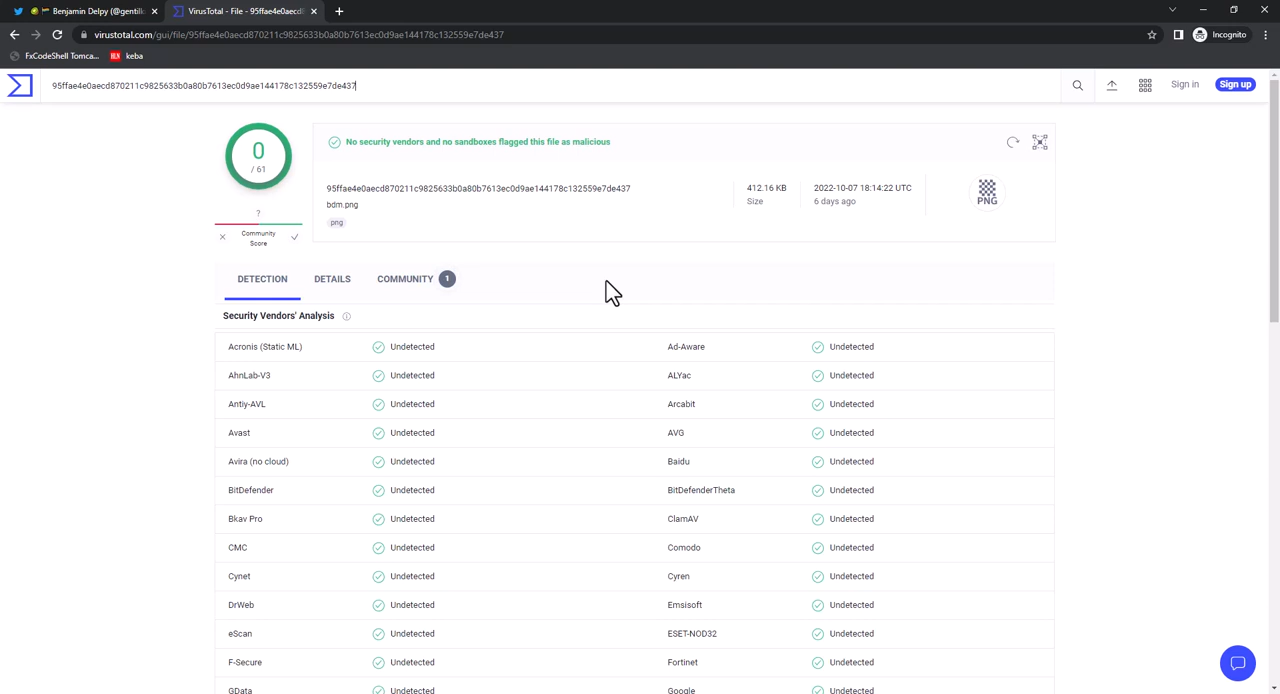 Benjamin Delpy (@gentilk
VirusTotal - File - 95ffae4e0aecd8
virustotal.com/gui/file/95ffae4e0aecd870211c9825633b0a80b7613ec0d9ae144178c132559e7de437
Incognito
FxCodeShell Tomca...
NUN keba
95ffae4e0aecd870211c9825633b0a80b7613ec0d9ae144178c132559e7de437
Sign in
Sign up
0
/ 61
No security vendors and no sandboxes flagged this file as malicious
95ffae4e0aecd870211c9825633b0a80b7613ec0d9ae144178c132559e7de437
bdm.png
png
412.16 KB
Size
2022-10-07 18:14:22 UTC
6 days ago
PNG
?
Community
Score
DETECTION DETAILS COMMUNITY 1
Security Vendors' Analysis
Acronis (Static ML) Undetected Ad-Aware Undetected
AhnLab-V3 Undetected ALYac Undetected
Antiy-AVL Undetected Arcabit Undetected
Avast Undetected AVG Undetected
Avira (no cloud) Undetected Baidu Undetected
BitDefender Undetected BitDefenderTheta Undetected
Bkav Pro Undetected ClamAV Undetected
CMC Undetected Comodo Undetected
Cynet Undetected Cyren Undetected
DrWeb Undetected Emsisoft Undetected
eScan Undetected ESET-NOD32 Undetected
F-Secure Undetected Fortinet Undetected
GData Undetected Google Undetected